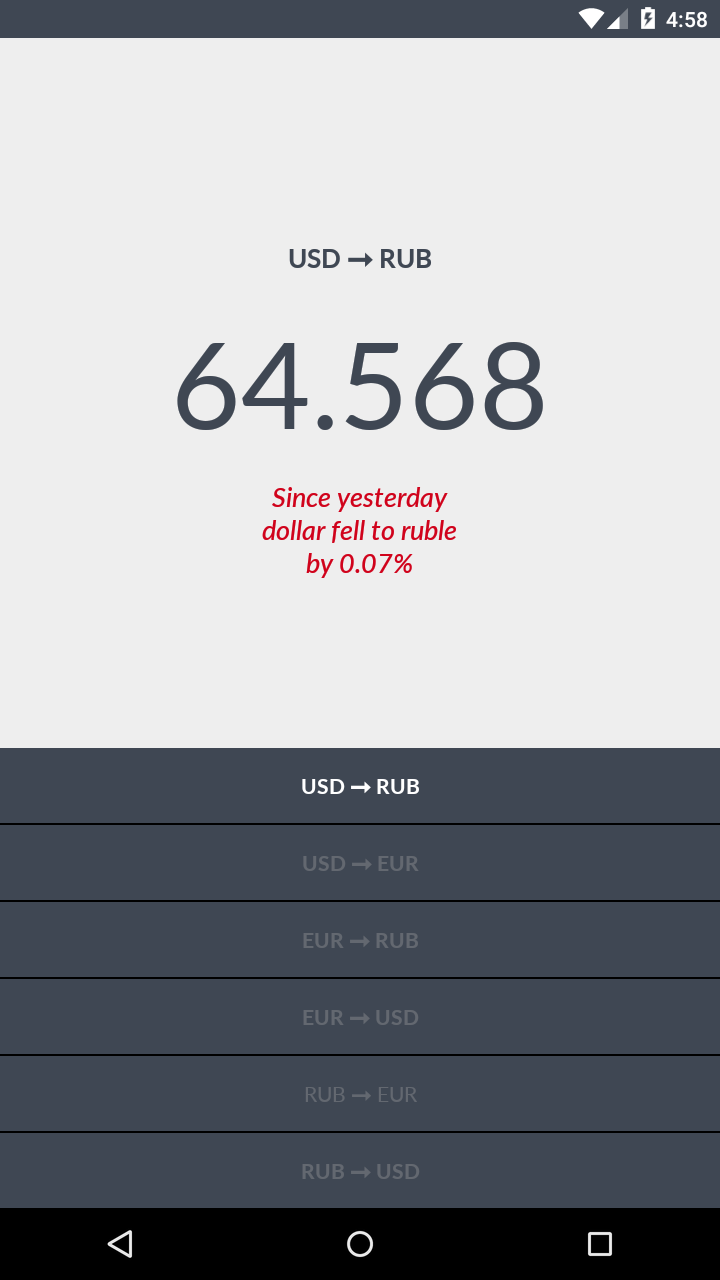 4:58
USD → RUB
64.568
Since yesterday
dollar fell to ruble
by 0.07%
USD → RUB
USD → EUR
EUR → RUB
EUR → USD
RUB → EUR
RUB → USD